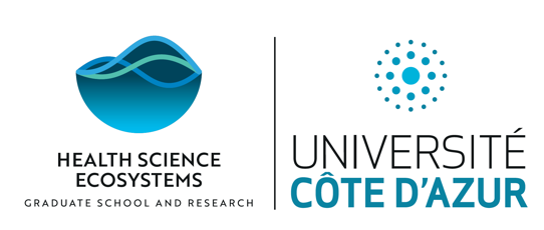 HEALTH SCIENCE
ECOSYSTEMS
GRADUATE SCHOOL AND RESEARCH
UNIVERSITÉ
CÔTE D'AZUR